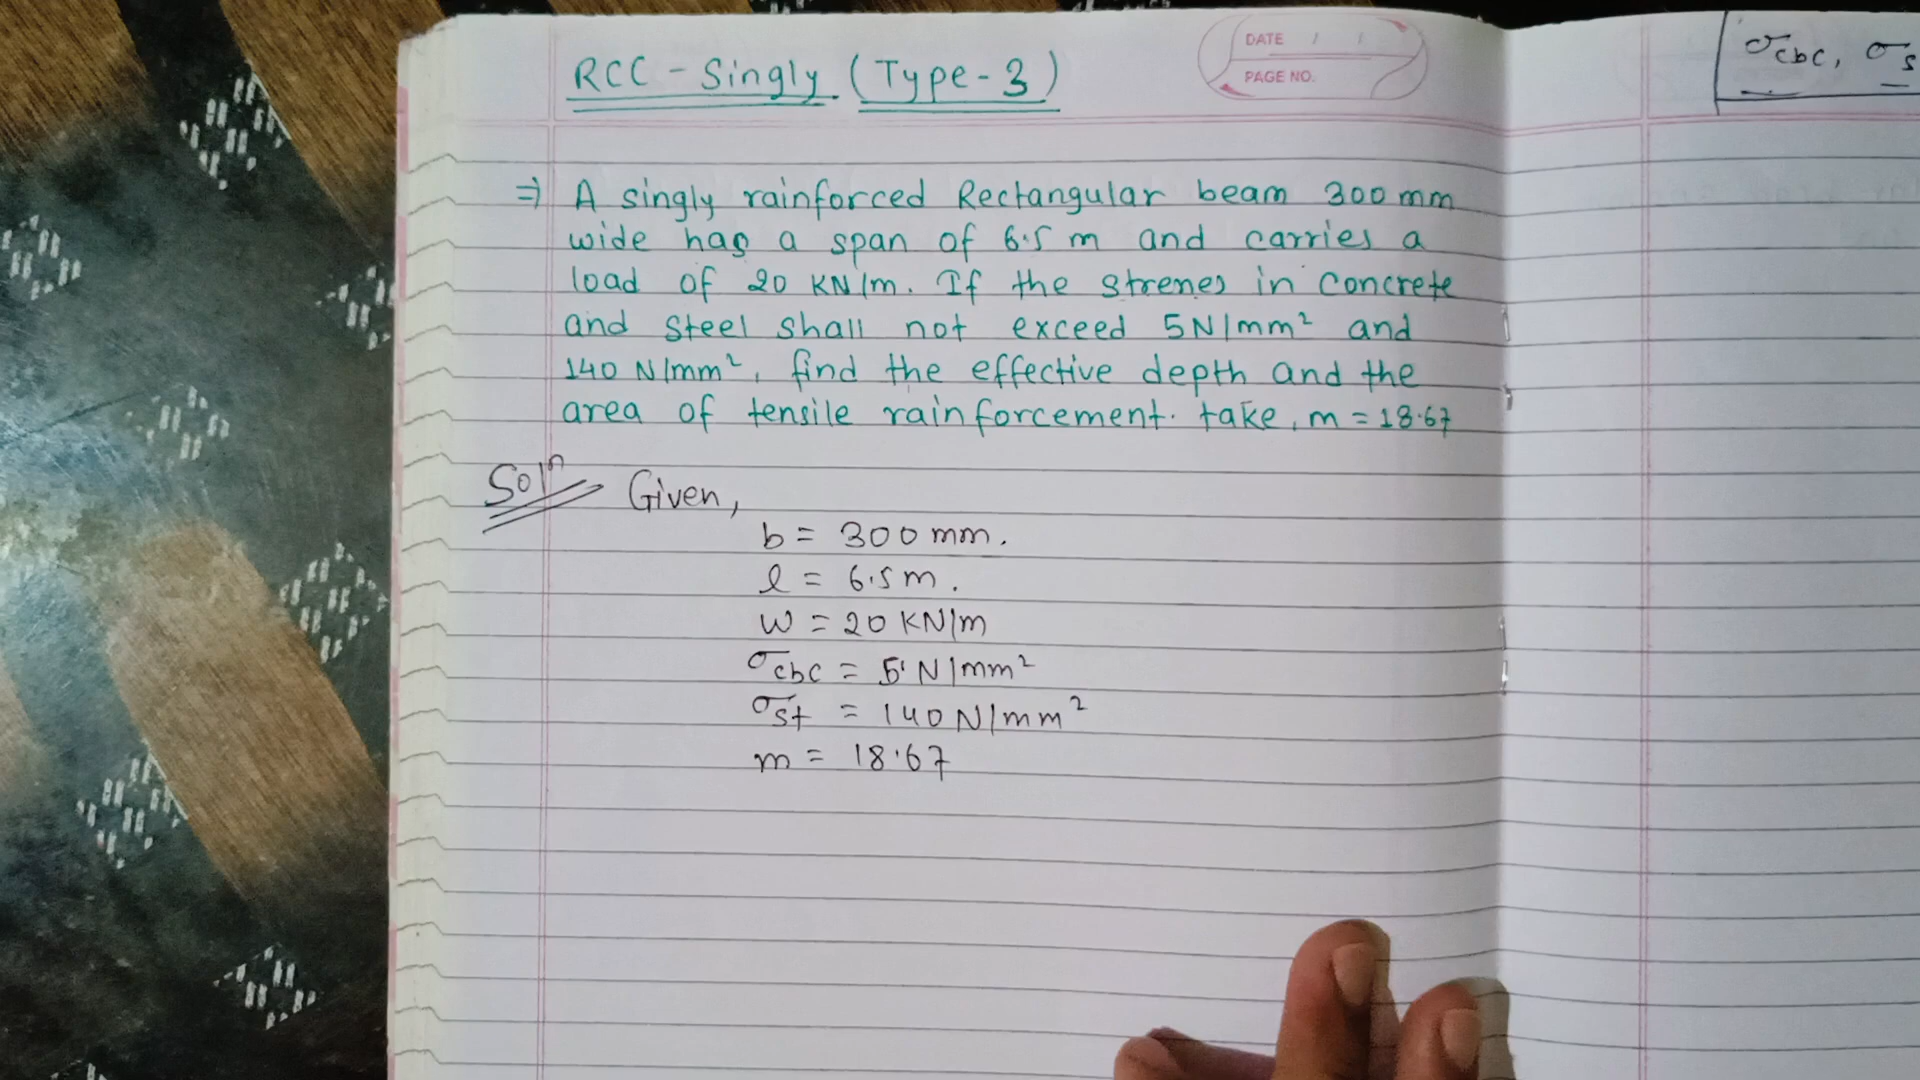 RCC - Singly (Type - 3)
DATE / /
PAGE NO.
σcbc, σs
⇒ A singly rainforced Rectangular beam 300 mm
wide has a span of 6.5 m and carries a
load of 20 KN/m. If the strenes in concrete
and steel shall not exceed 5N/mm² and
140 N/mm², find the effective depth and the
area of tensile rainforcement. take, m = 18.67
Solⁿ Given,
b = 300 mm.
l = 6.5 m.
w = 20 KN/m
σcbc = 5 N/mm²
σst = 140 N/mm²
m = 18.67